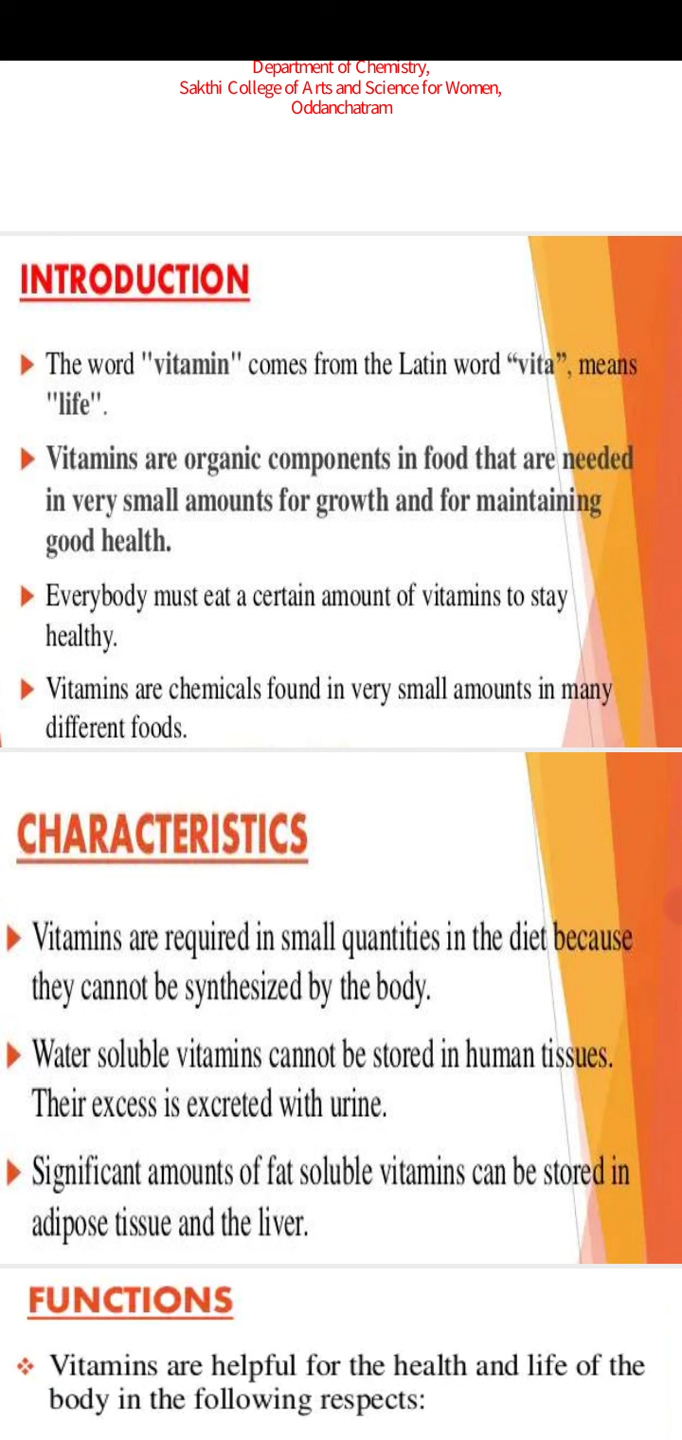 Department of Chemistry,
Sakthi College of Arts and Science for Women,
Oddanchatram
INTRODUCTION
The word "vitamin" comes from the Latin word “vita”, means
"life".
Vitamins are organic components in food that are needed
in very small amounts for growth and for maintaining
good health.
Everybody must eat a certain amount of vitamins to stay
healthy.
Vitamins are chemicals found in very small amounts in many
different foods.
CHARACTERISTICS
Vitamins are required in small quantities in the diet because
they cannot be synthesized by the body.
Water soluble vitamins cannot be stored in human tissues.
Their excess is excreted with urine.
Significant amounts of fat soluble vitamins can be stored in
adipose tissue and the liver.
FUNCTIONS
Vitamins are helpful for the health and life of the
body in the following respects: